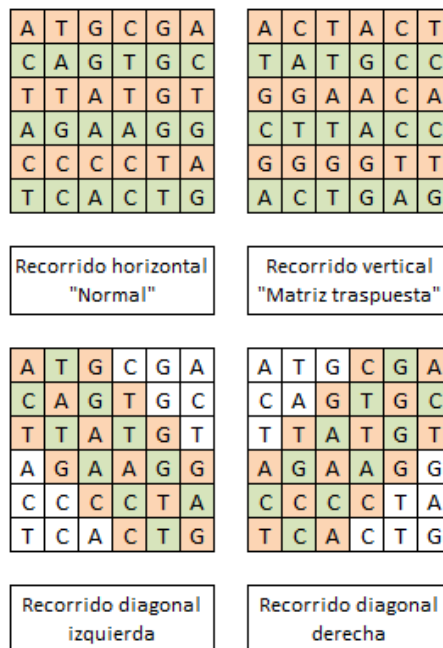 A T G C G A
C A G T G C
T T A T G T
A G A A G G
C C C C T A
T C A C T G
Recorrido horizontal
"Normal"
A C T A C T
T A T G C C
G G A A C A
C T T A C C
G G G G T T
A C T G A G
Recorrido vertical
"Matriz traspuesta"
A T G C G A
C A G T G C
T T A T G T
A G A A G G
C C C C T A
T C A C T G
Recorrido diagonal
izquierda
A T G C G A
C A G T G C
T T A T G T
A G A A G G
C C C C T A
T C A C T G
Recorrido diagonal
derecha